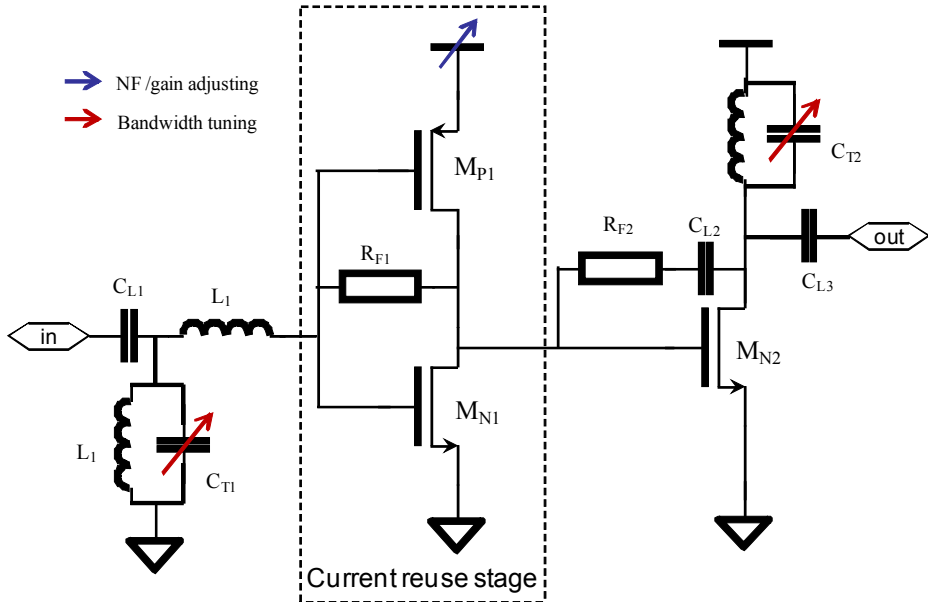 NF /gain adjusting
Bandwidth tuning
MP1
CT2
RF1
RF2
CL2
out
CL3
CL1
L1
in
MN2
MN1
L1
CT1
Current reuse stage